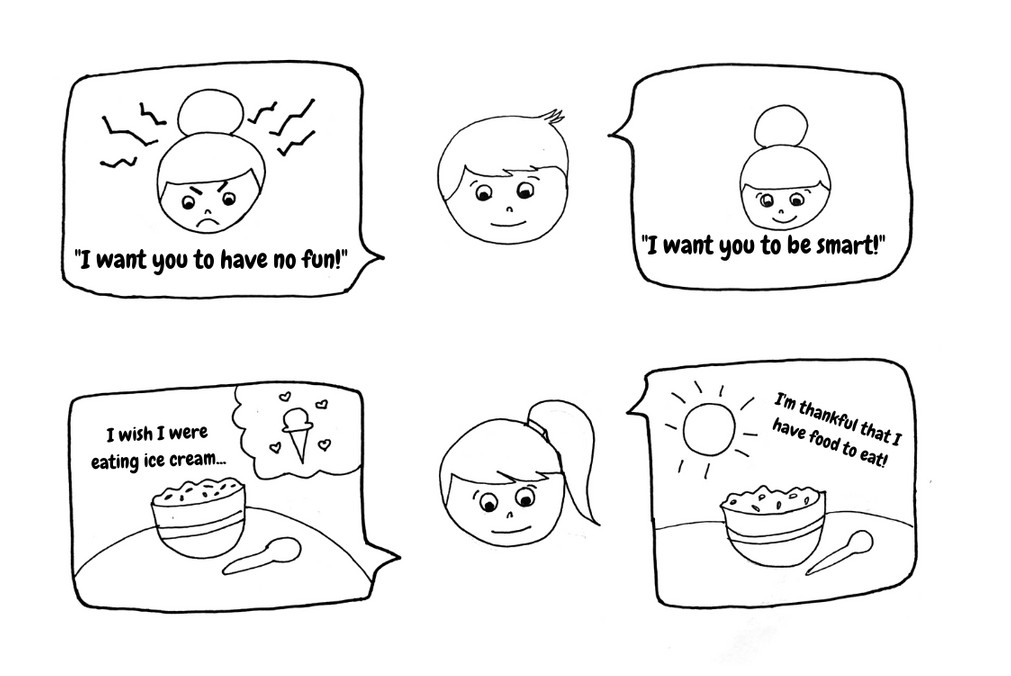 "I want you to have no fun!"
"I want you to be smart!"
I wish I were
eating ice cream...
I'm thankful that I
have food to eat!